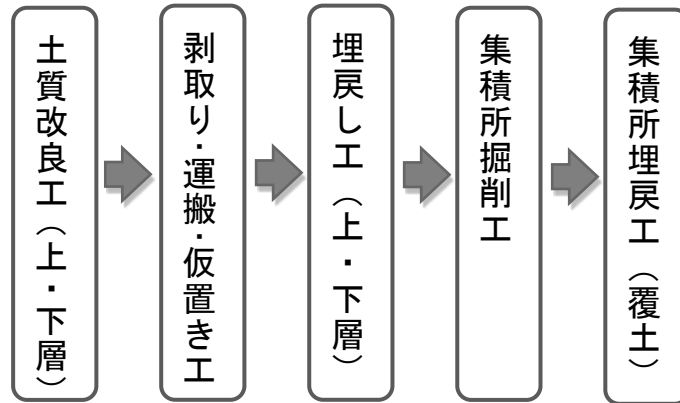 土質改良工（上・下層）
剥取り・運搬・仮置き工
埋戻し工（上・下層）
集積所掘削工
集積所埋戻工（覆土）